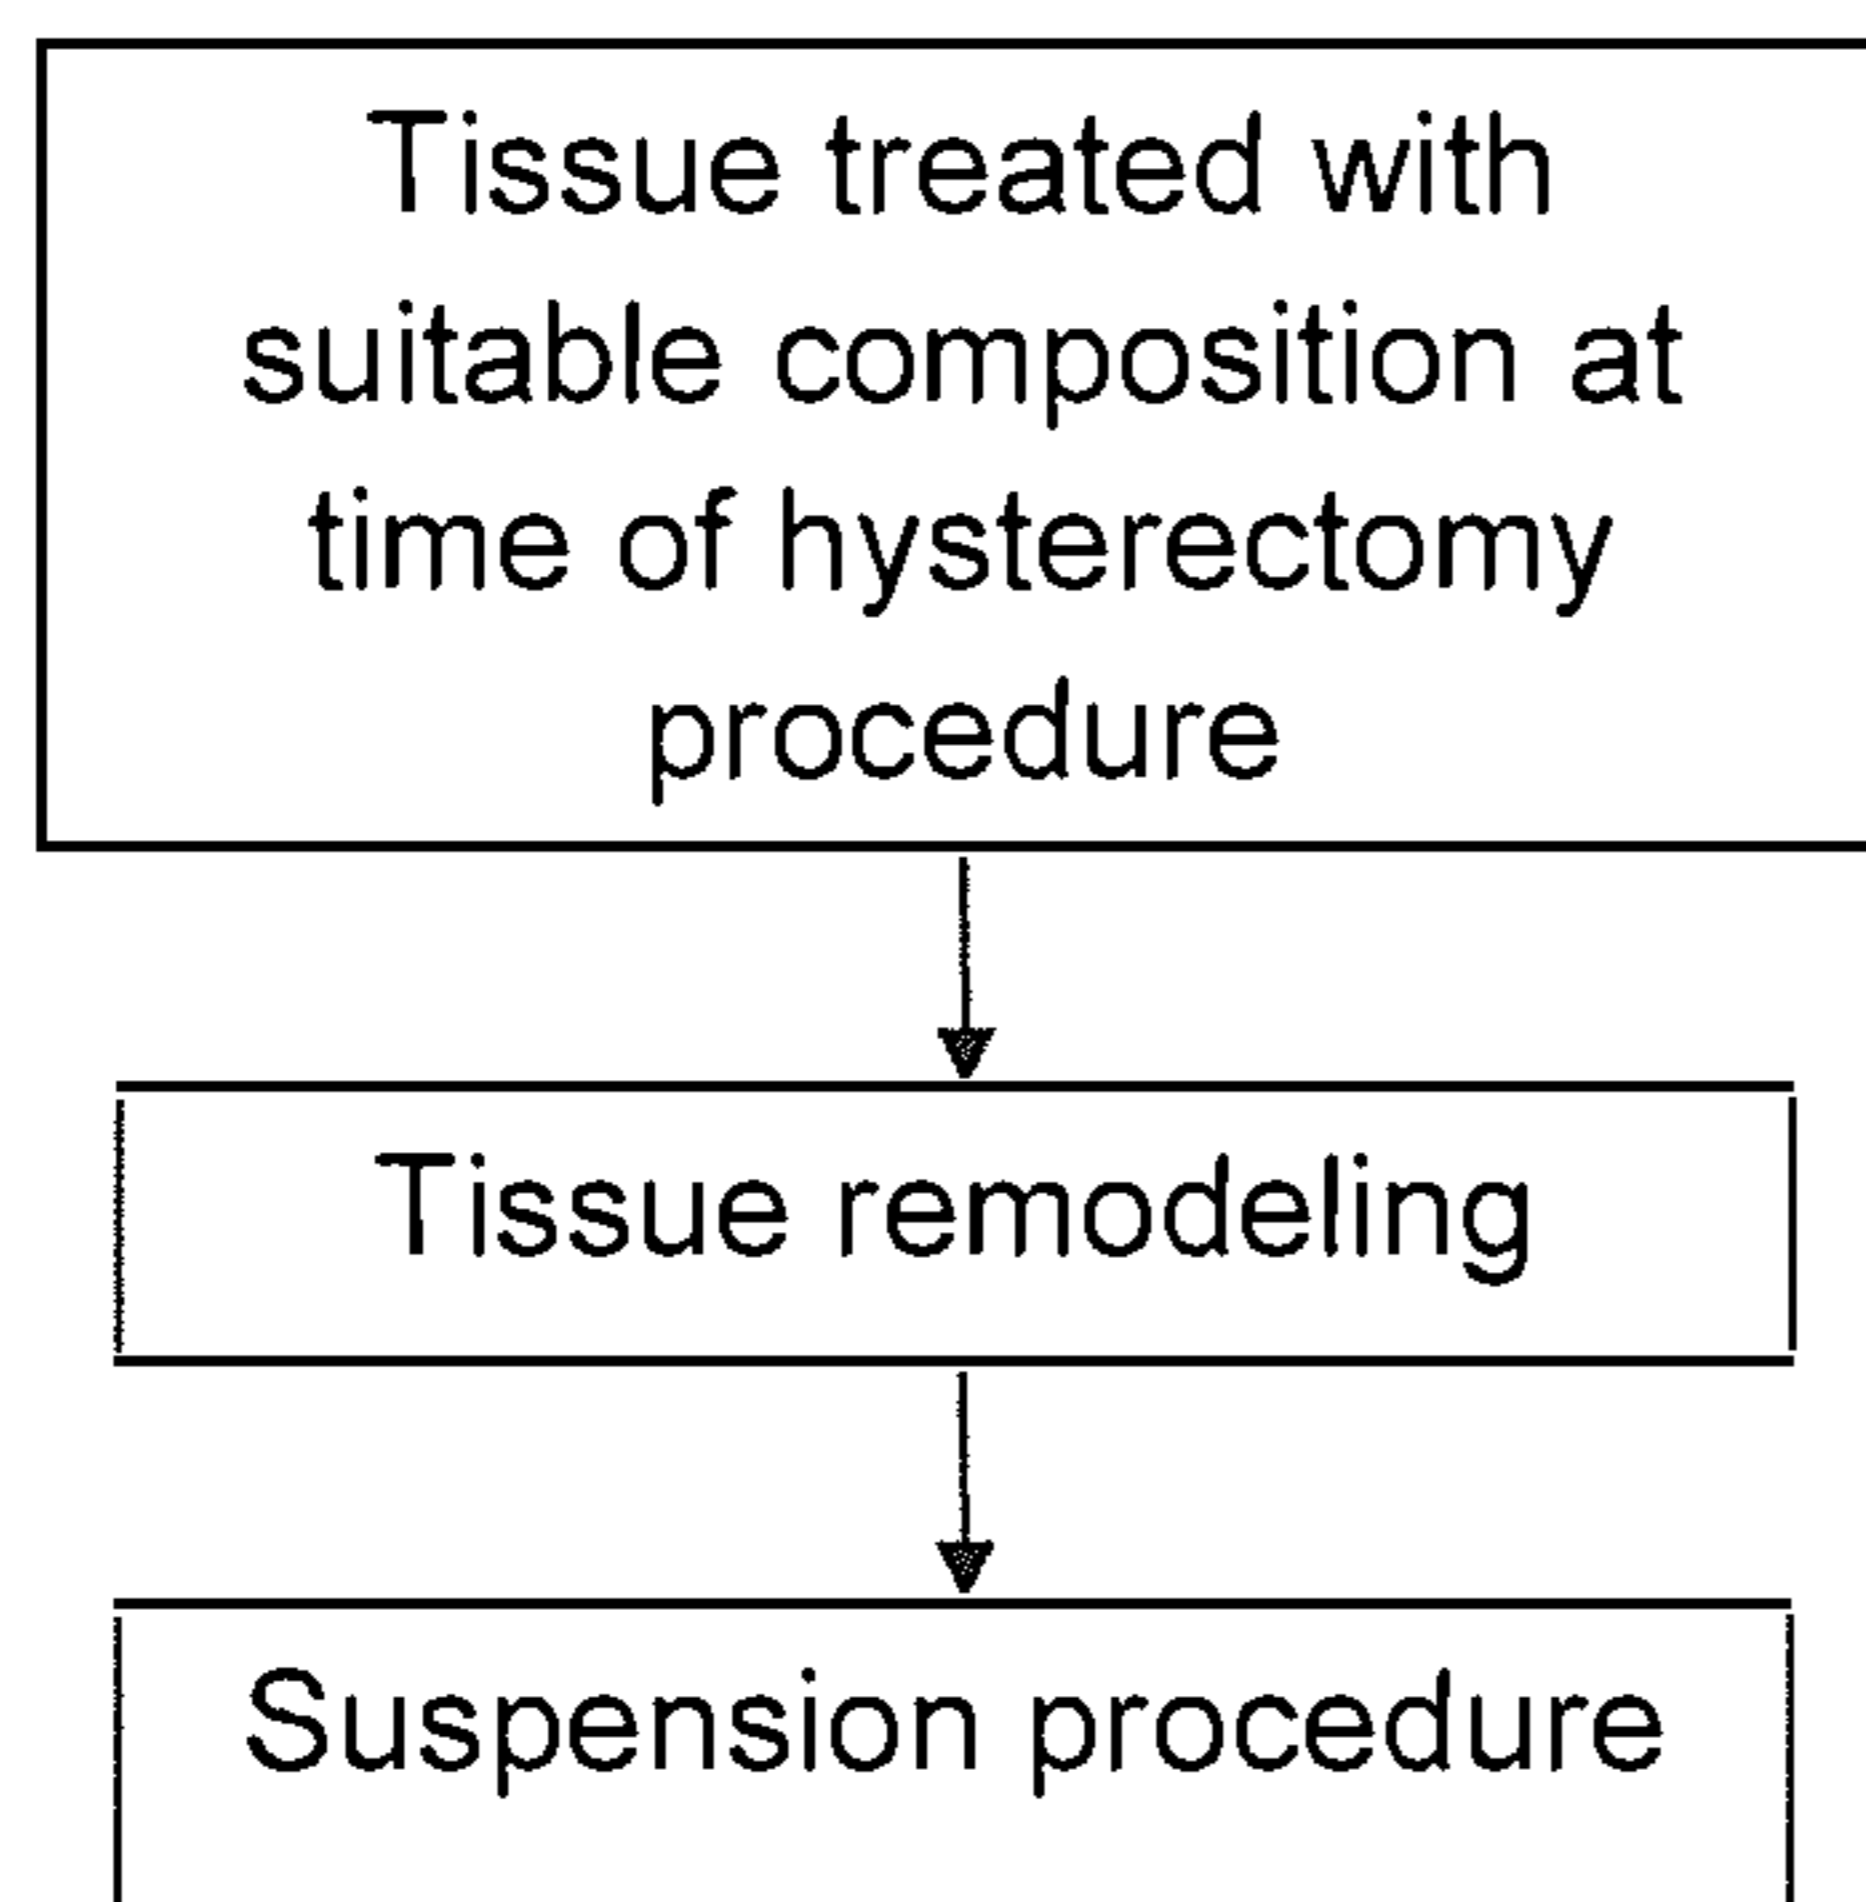 Tissue treated with
suitable composition at
time of hysterectomy
procedure
Tissue remodeling
Suspension procedure